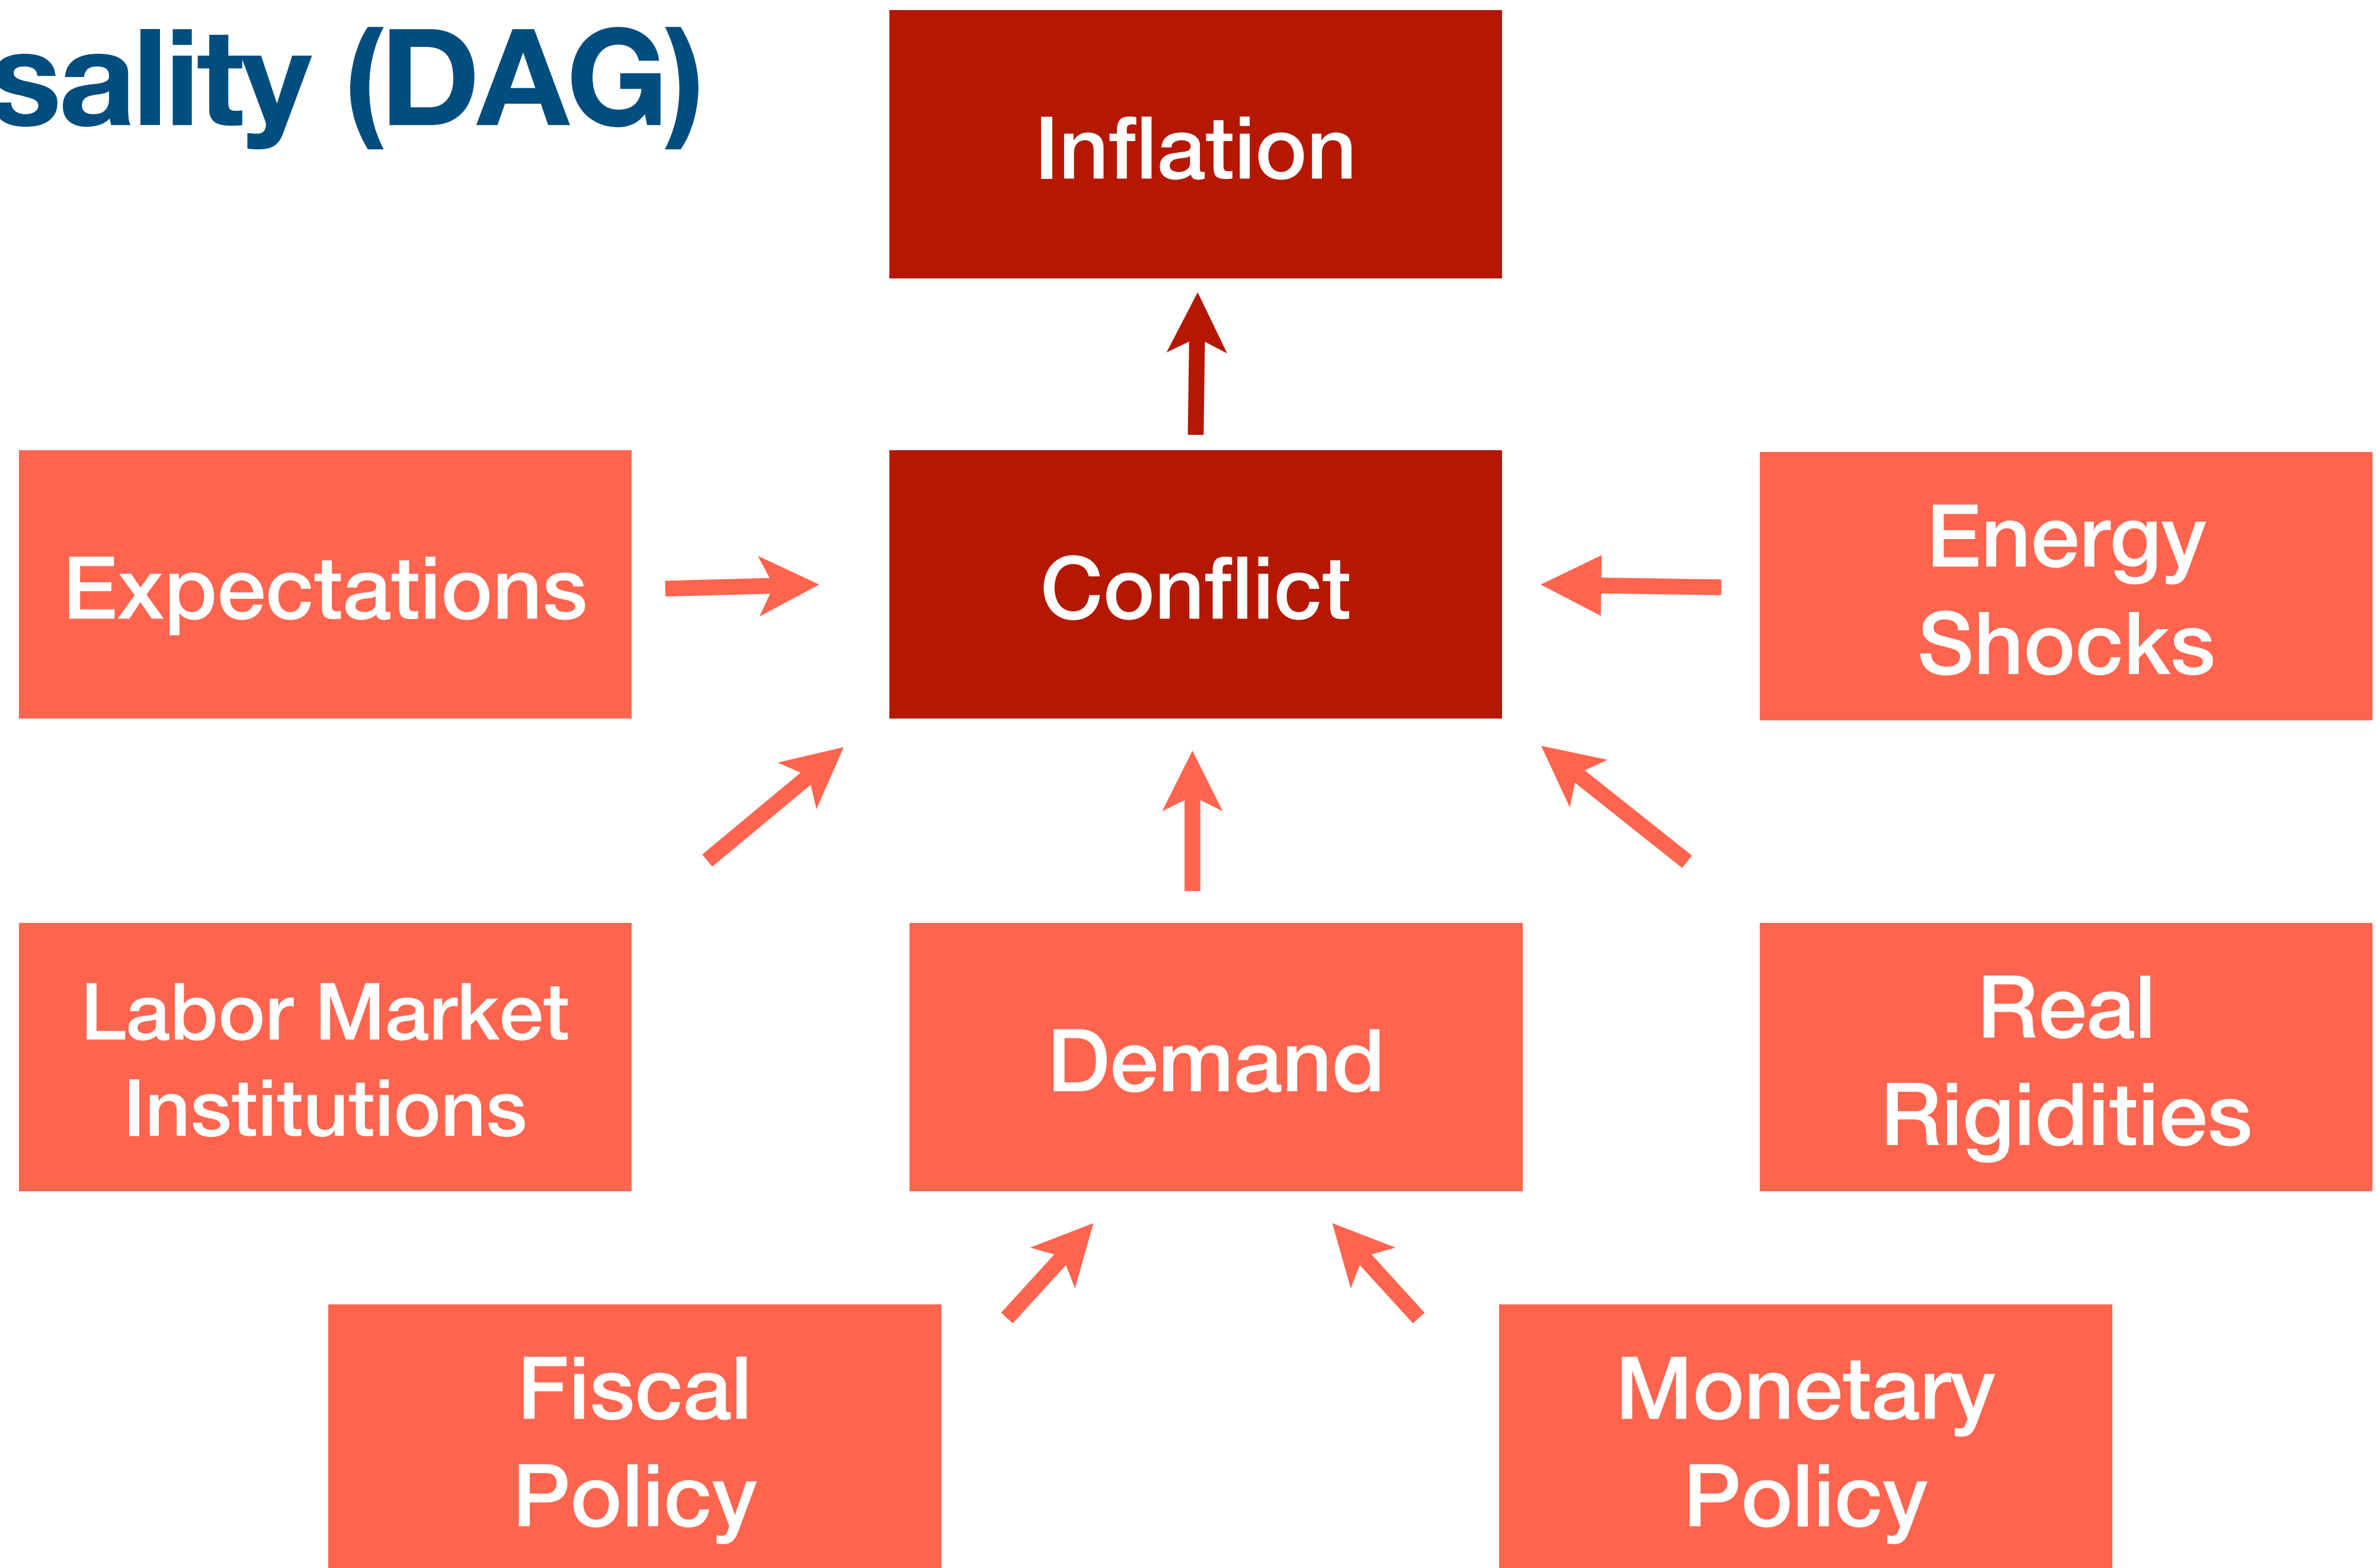 sality (DAG)
Inflation
Expectations
Conflict
Energy
Shocks
Labor Market
Institutions
Demand
Real
Rigidities
Fiscal
Policy
Monetary
Policy